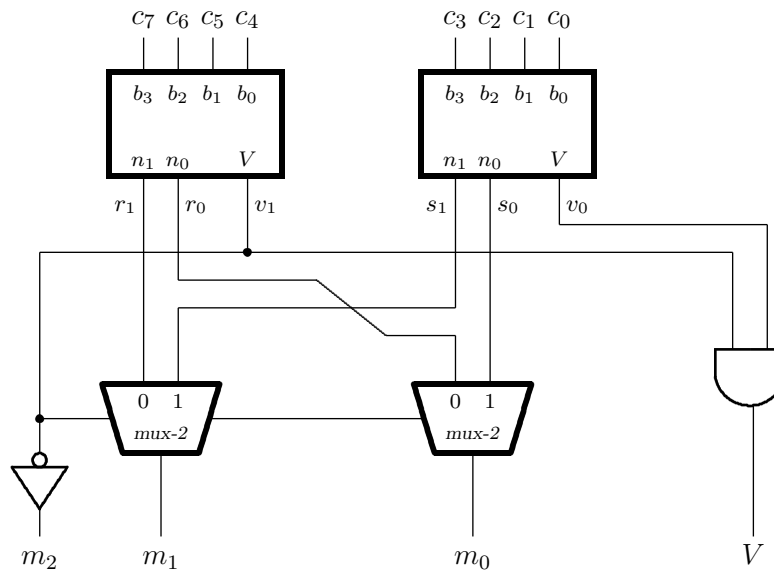 c₇ c₆ c₅ c₄ c₃ c₂ c₁ c₀
b₃ b₂ b₁ b₀ b₃ b₂ b₁ b₀
n₁ n₀ V n₁ n₀ V
r₁ r₀ v₁ s₁ s₀ v₀
0 1 0 1
mux-2 mux-2
m₂ m₁ m₀ V